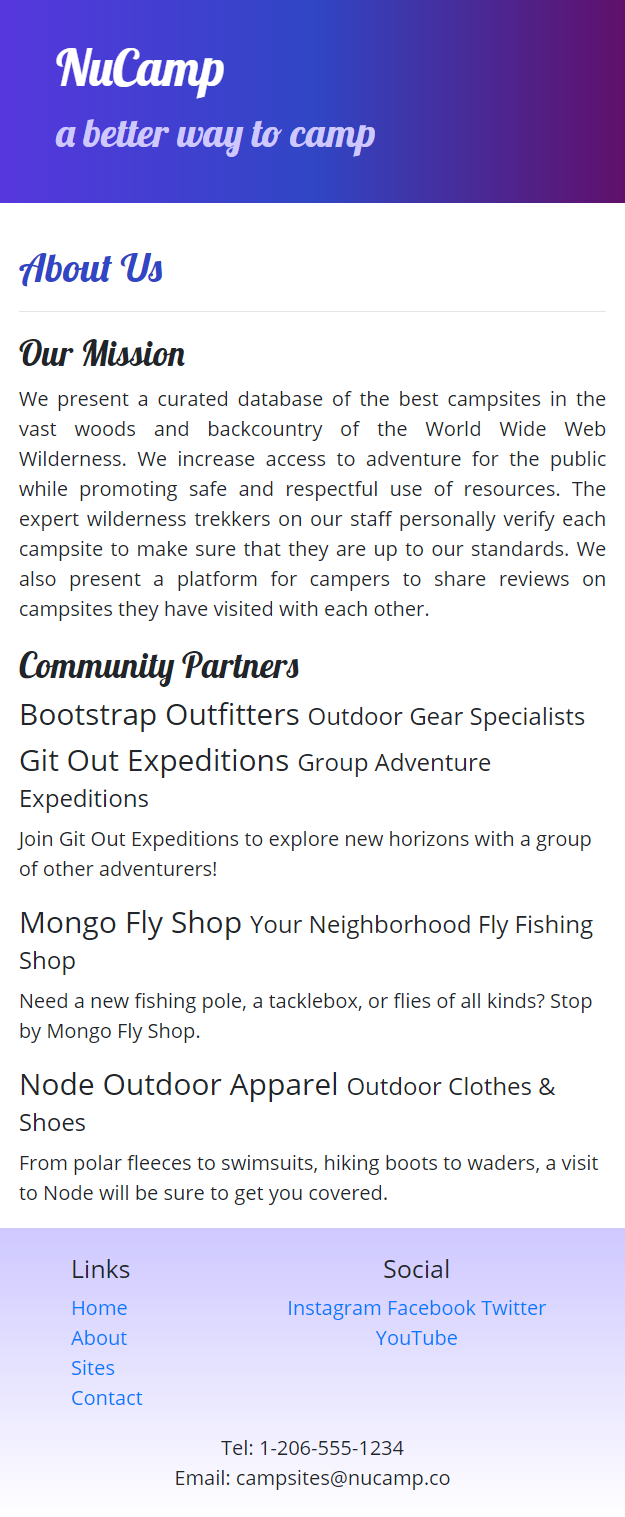 NuCamp
a better way to camp
About Us
Our Mission
We present a curated database of the best campsites in the
vast woods and backcountry of the World Wide Web
Wilderness. We increase access to adventure for the public
while promoting safe and respectful use of resources. The
expert wilderness trekkers on our staff personally verify each
campsite to make sure that they are up to our standards. We
also present a platform for campers to share reviews on
campsites they have visited with each other.
Community Partners
Bootstrap Outfitters Outdoor Gear Specialists
Git Out Expeditions Group Adventure
Expeditions
Join Git Out Expeditions to explore new horizons with a group
of other adventurers!
Mongo Fly Shop Your Neighborhood Fly Fishing
Shop
Need a new fishing pole, a tacklebox, or flies of all kinds? Stop
by Mongo Fly Shop.
Node Outdoor Apparel Outdoor Clothes &
Shoes
From polar fleeces to swimsuits, hiking boots to waders, a visit
to Node will be sure to get you covered.
Links
Home
About
Sites
Contact
Social
Instagram Facebook Twitter
YouTube
Tel: 1-206-555-1234
Email: campsites@nucamp.co